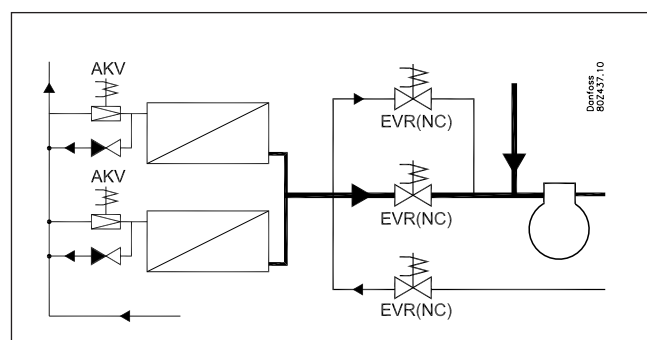 AKV
EVR(NC)
Danfoss
80Z437.10
AKV
EVR(NC)
EVR(NC)